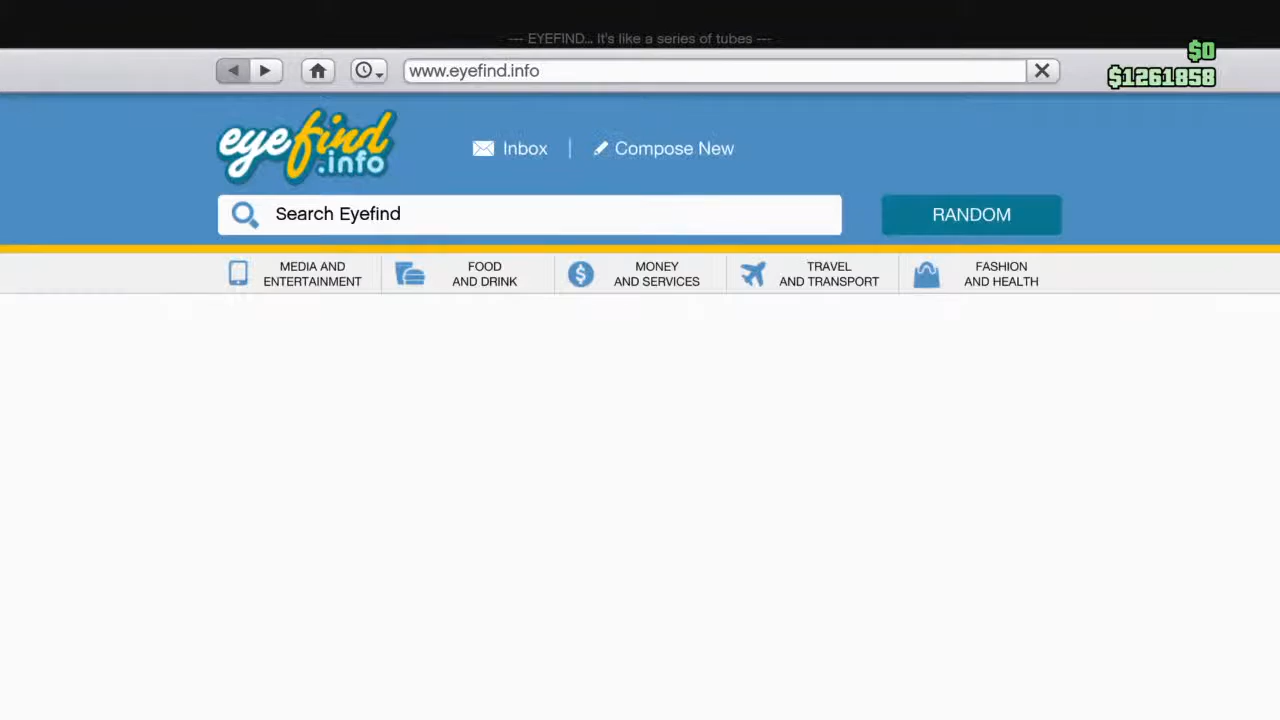 --- EYEFIND... It's like a series of tubes ---
www.eyefind.info
$0
$1261858
eyefind
.info
Inbox | Compose New
Search Eyefind
RANDOM
MEDIA AND
ENTERTAINMENT
FOOD
AND DRINK
MONEY
AND SERVICES
TRAVEL
AND TRANSPORT
FASHION
AND HEALTH